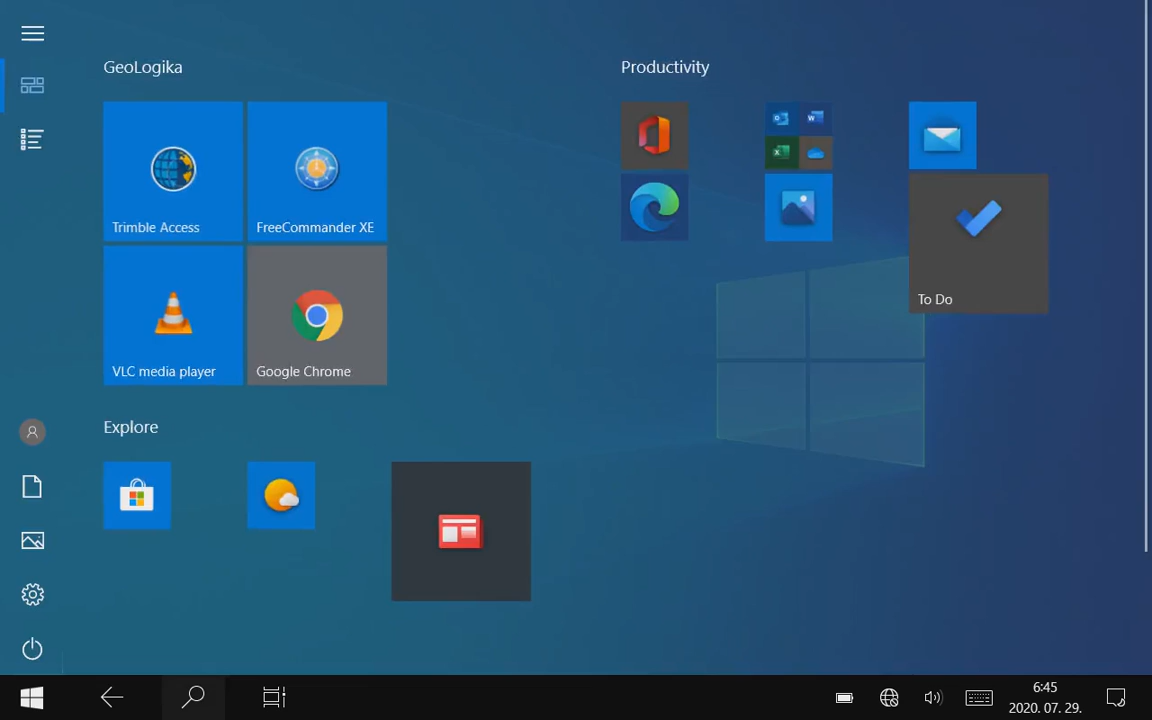 GeoLogika
Productivity
Trimble Access
FreeCommander XE
To Do
VLC media player
Google Chrome
Explore
6:45
2020. 07. 29.